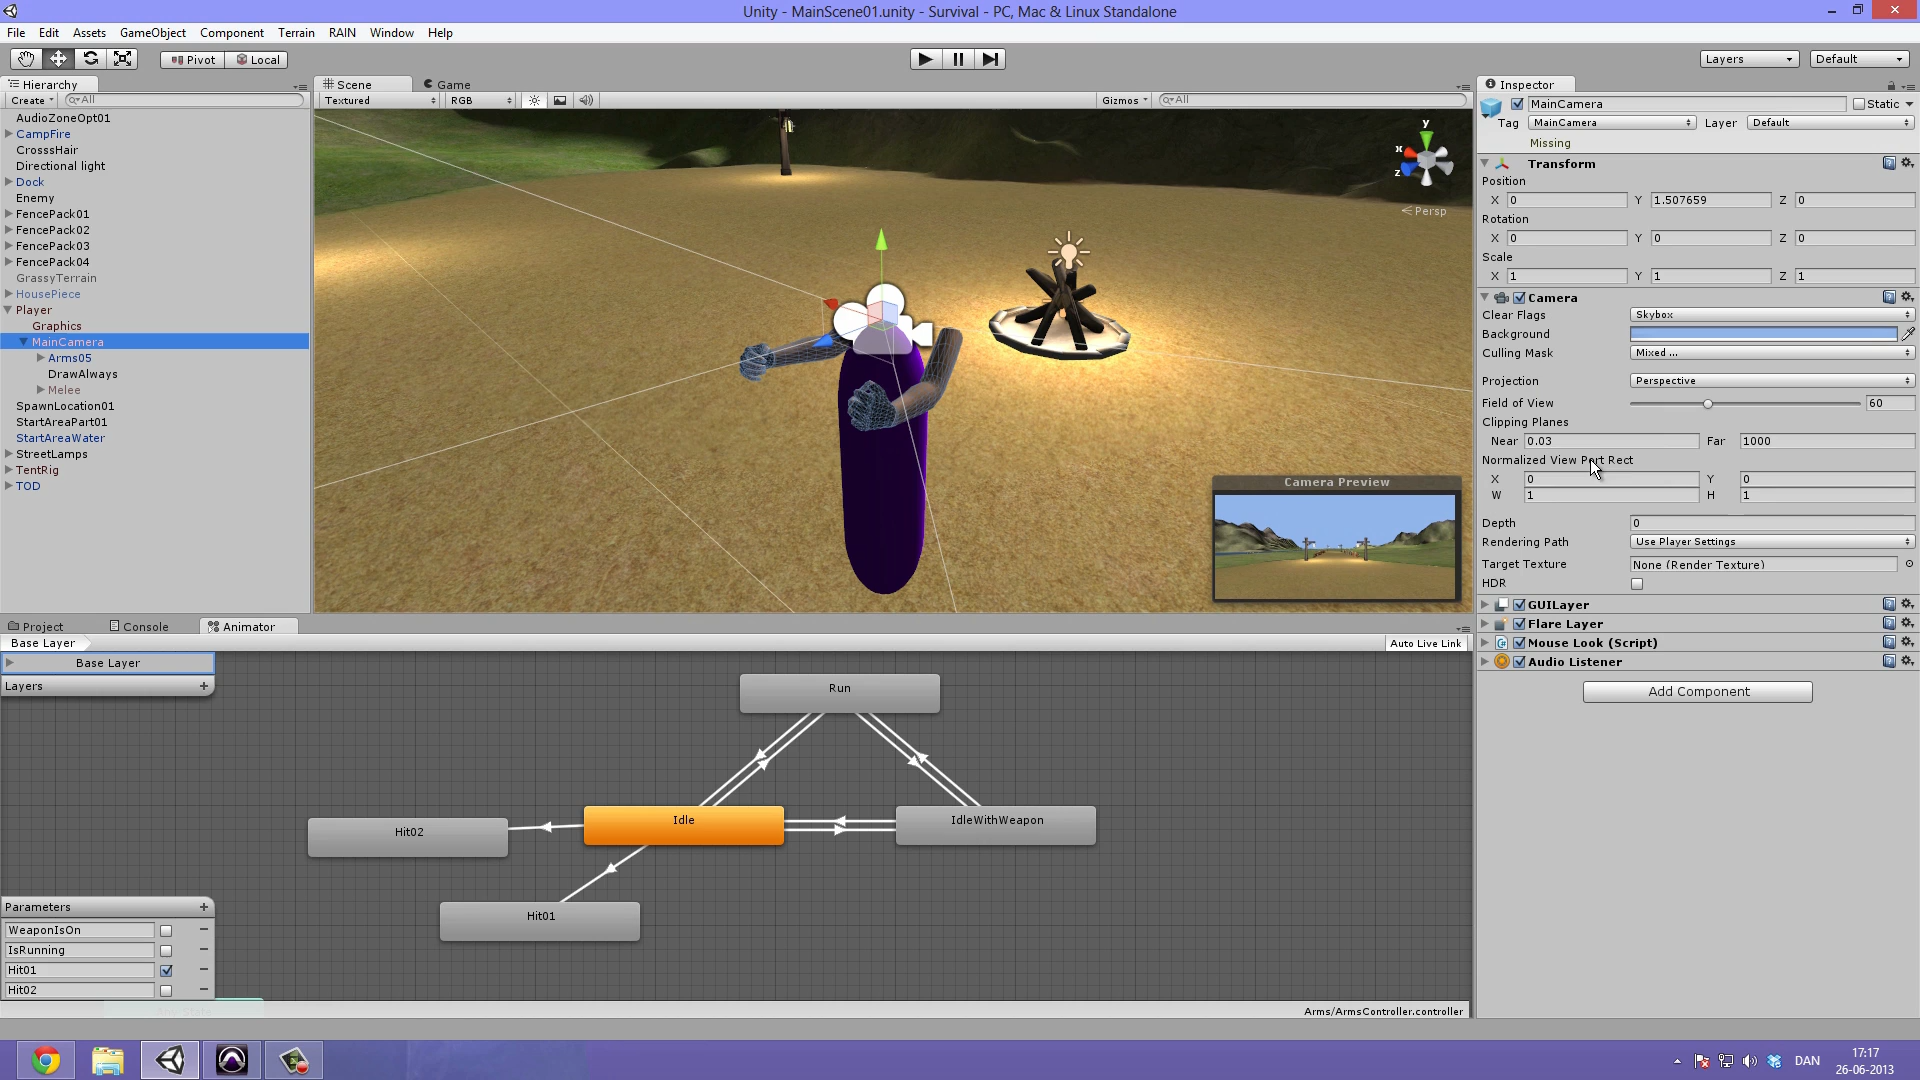 Unity - MainScene01.unity - Survival - PC, Mac & Linux Standalone
File Edit Assets GameObject Component Terrain RAIN Window Help
Pivot Local
Layers Default
Hierarchy
Create All
AudioZoneOpt01
CampFire
CrosssHair
Directional light
Dock
Enemy
FencePack01
FencePack02
FencePack03
FencePack04
GrassyTerrain
HousePiece
Player
Graphics
MainCamera
Arms05
DrawAlways
Melee
SpawnLocation01
StartAreaPart01
StartAreaWater
StreetLamps
TentRig
TOD
Scene Game
Textured RGB Gizmos All
y
x
z
Persp
Camera Preview
Inspector
MainCamera Static
Tag MainCamera Layer Default
Missing
Transform
Position
X 0 Y 1.507659 Z 0
Rotation
X 0 Y 0 Z 0
Scale
X 1 Y 1 Z 1
Camera
Clear Flags Skybox
Background
Culling Mask Mixed ...
Projection Perspective
Field of View 60
Clipping Planes
Near 0.03 Far 1000
Normalized View Port Rect
X 0 Y 0
W 1 H 1
Depth 0
Rendering Path Use Player Settings
Target Texture None (Render Texture)
HDR
GUILayer
Flare Layer
Mouse Look (Script)
Audio Listener
Add Component
Project Console Animator
Base Layer Auto Live Link
Base Layer
Layers +
Run
Idle
IdleWithWeapon
Hit02
Hit01
Parameters +
WeaponIsOn
IsRunning
Hit01
Hit02
Arms/ArmsController.controller
DAN
17:17
26-06-2013